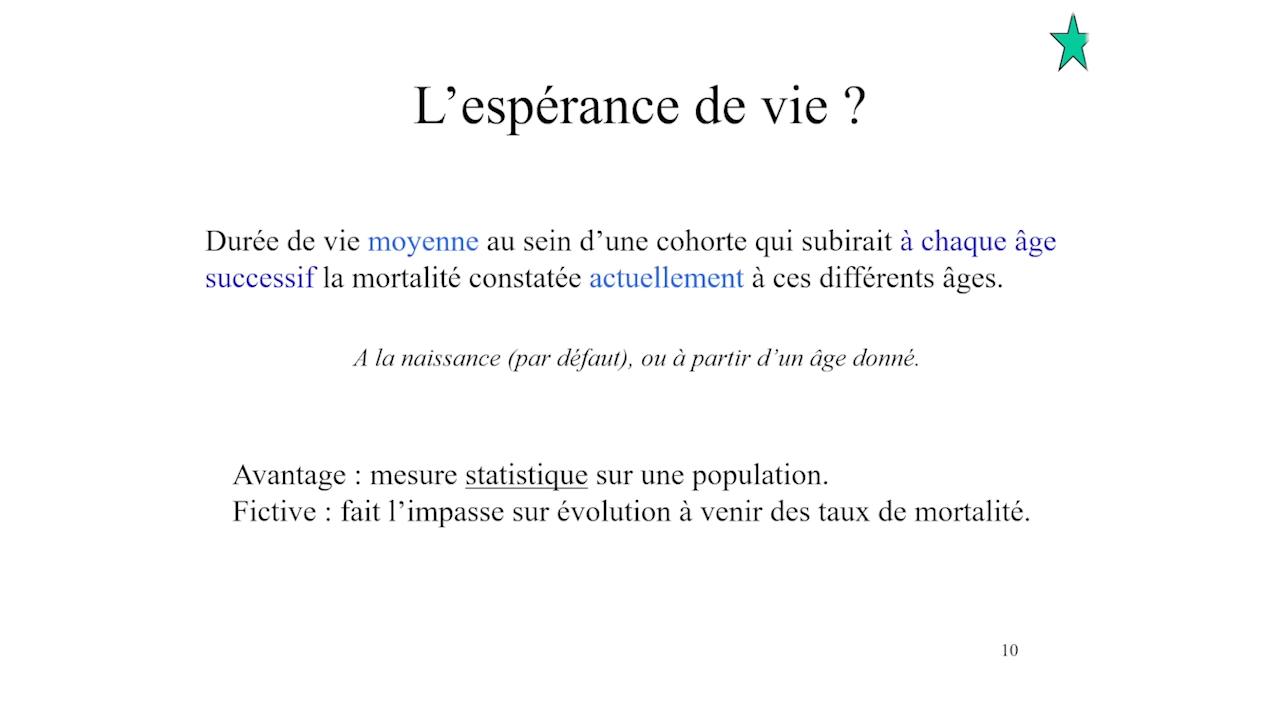 L’espérance de vie ?
Durée de vie moyenne au sein d’une cohorte qui subirait à chaque âge
successif la mortalité constatée actuellement à ces différents âges.
A la naissance (par défaut), ou à partir d’un âge donné.
Avantage : mesure statistique sur une population.
Fictive : fait l’impasse sur évolution à venir des taux de mortalité.
10